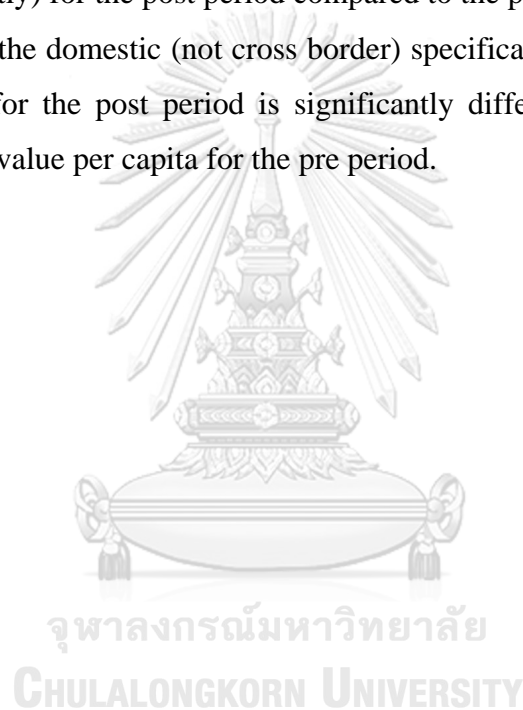 tly) for the post period compared to the p
the domestic (not cross border) specifica
for the post period is significantly diffe
value per capita for the pre period.
จุฬาลงกรณ์มหาวิทยาลัย
CHULALONGKORN UNIVERSITY